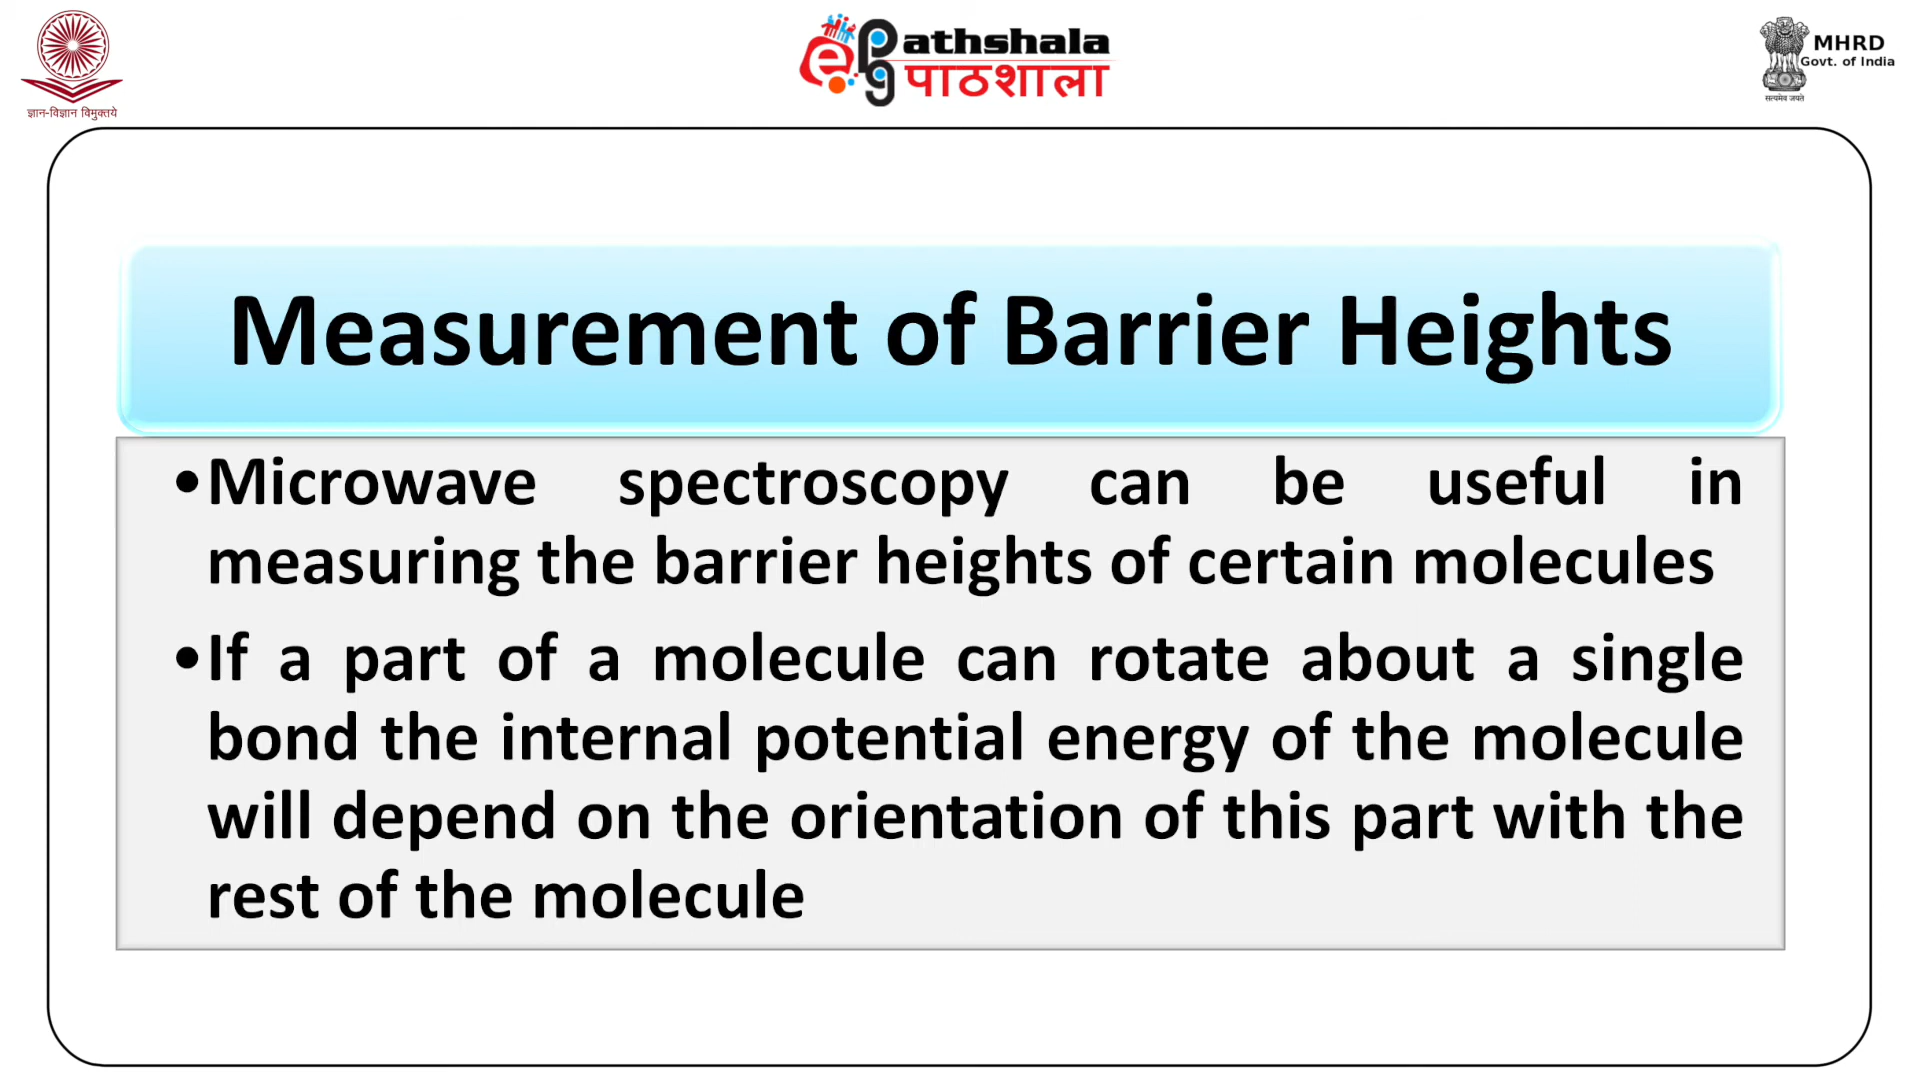 ज्ञान-विज्ञान विमुक्तये
ePG athshala
पाठशाला
MHRD
Govt. of India
सत्यमेव जयते
Measurement of Barrier Heights
•Microwave spectroscopy can be useful in
measuring the barrier heights of certain molecules
•If a part of a molecule can rotate about a single
bond the internal potential energy of the molecule
will depend on the orientation of this part with the
rest of the molecule